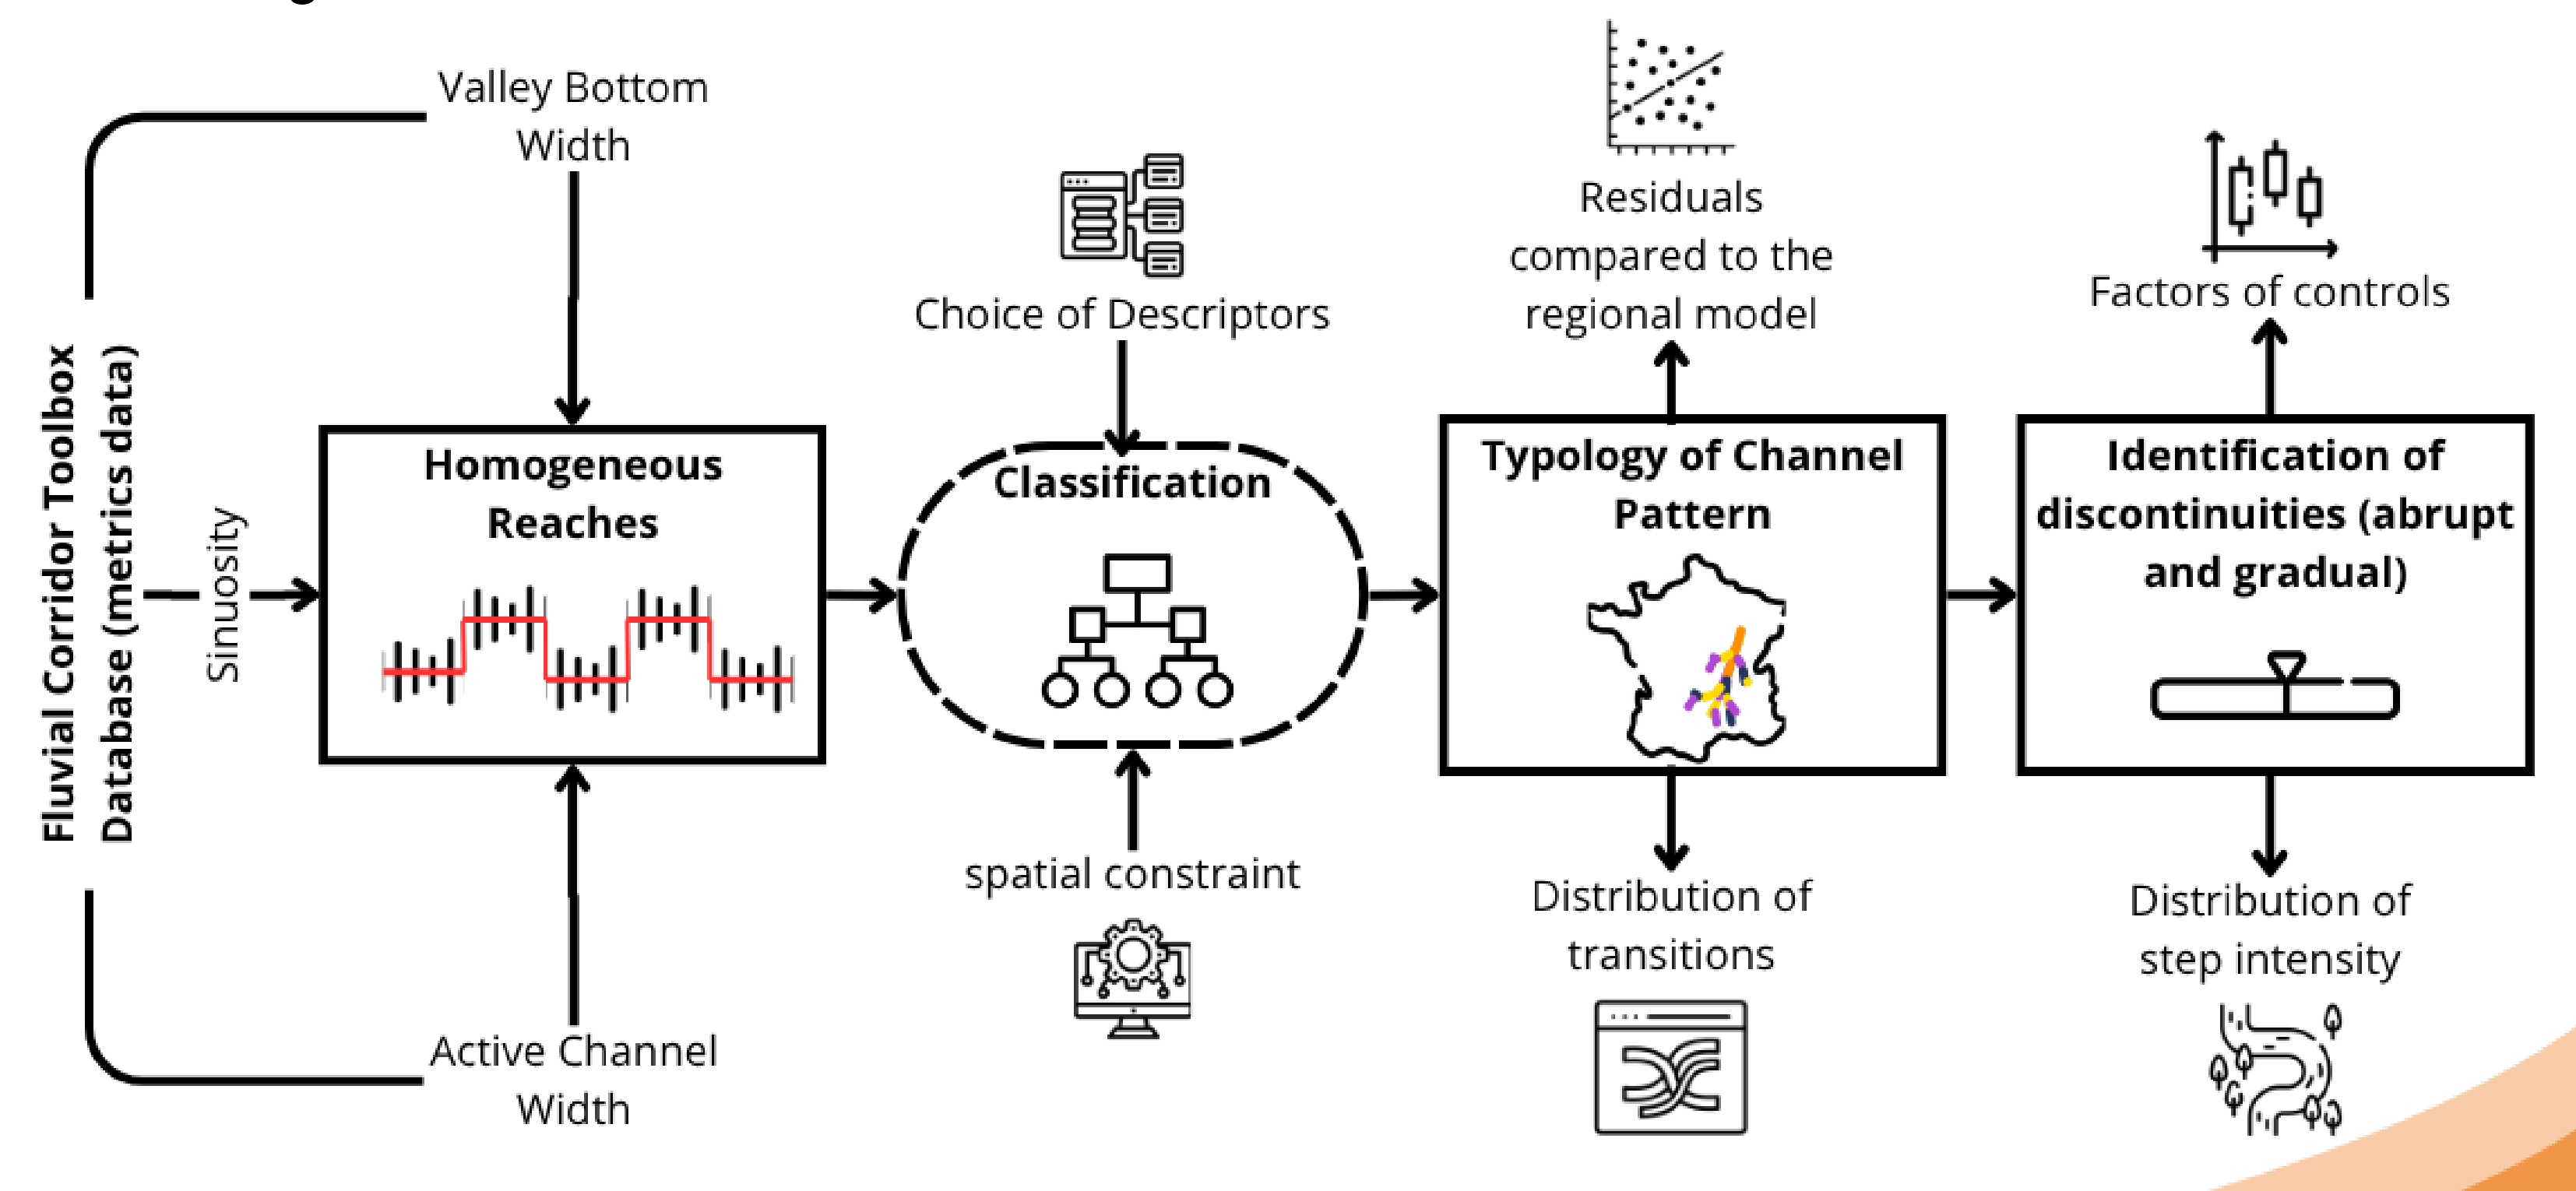 Fluvial Corridor Toolbox
Database (metrics data)
Valley Bottom
Width
Sinuosity
Active Channel
Width
Homogeneous
Reaches
Choice of Descriptors
Classification
spatial constraint
Residuals
compared to the
regional model
Typology of Channel
Pattern
Distribution of
transitions
Factors of controls
Identification of
discontinuities (abrupt
and gradual)
Distribution of
step intensity